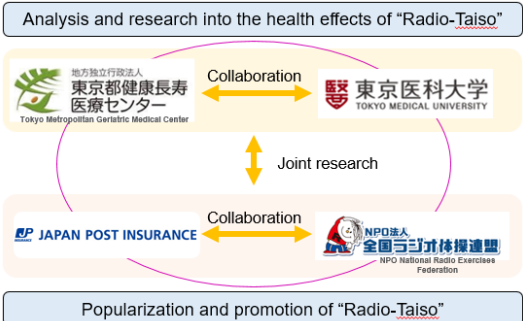 Analysis and research into the health effects of “Radio-Taiso”
地方独立行政法人
東京都健康長寿
医療センター
Tokyo Metropolitan Geriatric Medical Center
Collaboration
醫
東京医科大学
TOKYO MEDICAL UNIVERSITY
Joint research
JP
INSURANCE
JAPAN POST INSURANCE
Collaboration
NPO法人
全国ラジオ体操連盟
NPO National Radio Exercises
Federation
Popularization and promotion of “Radio-Taiso”